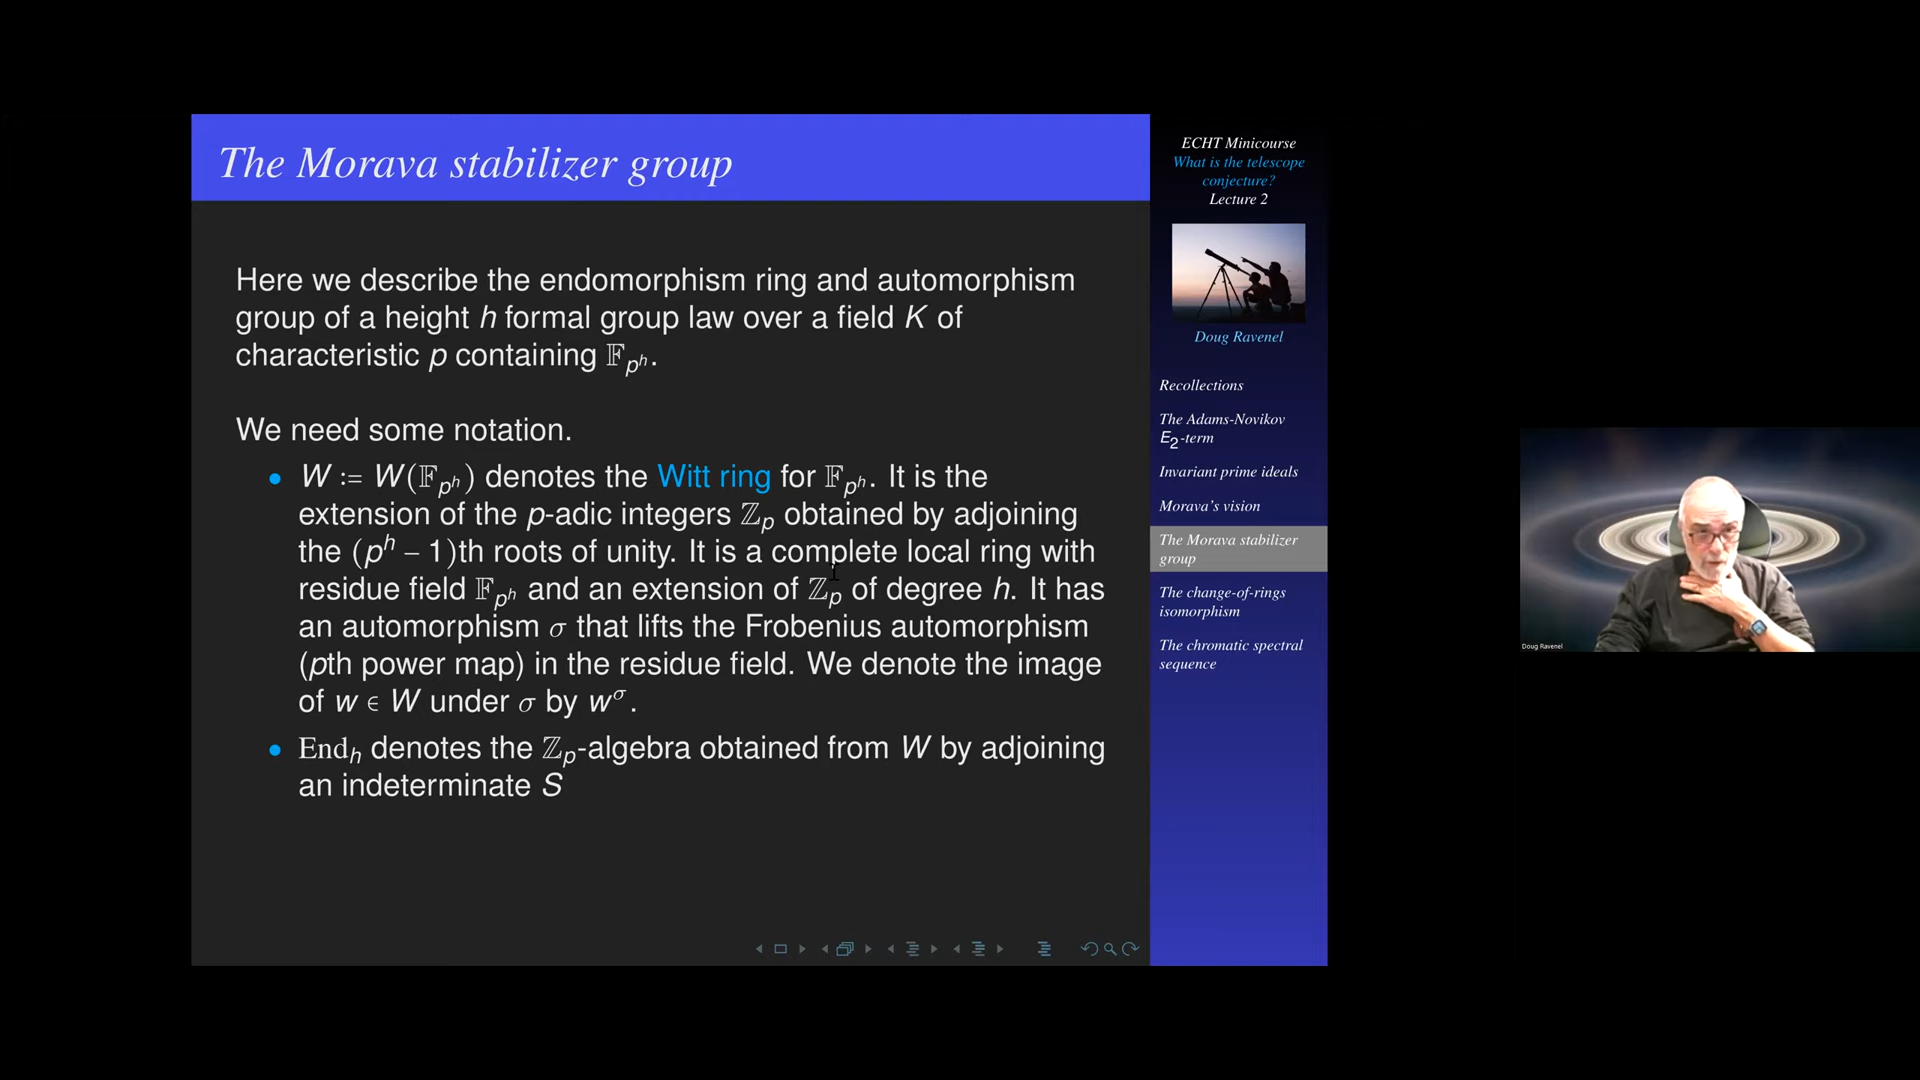 The Morava stabilizer group
Here we describe the endomorphism ring and automorphism
group of a height h formal group law over a field K of
characteristic p containing 𝔽_{p^h}.
We need some notation.
• W := W(𝔽_{p^h}) denotes the Witt ring for 𝔽_{p^h}. It is the
extension of the p-adic integers ℤ_p obtained by adjoining
the (p^h – 1)th roots of unity. It is a complete local ring with
residue field 𝔽_{p^h} and an extension of ℤ_p of degree h. It has
an automorphism σ that lifts the Frobenius automorphism
(pth power map) in the residue field. We denote the image
of w ∈ W under σ by w^σ.
• End_h denotes the ℤ_p-algebra obtained from W by adjoining
an indeterminate S
ECHT Minicourse
What is the telescope
conjecture?
Lecture 2
Doug Ravenel
Recollections
The Adams-Novikov
E_2-term
Invariant prime ideals
Morava's vision
The Morava stabilizer
group
The change-of-rings
isomorphism
The chromatic spectral
sequence
Doug Ravenel